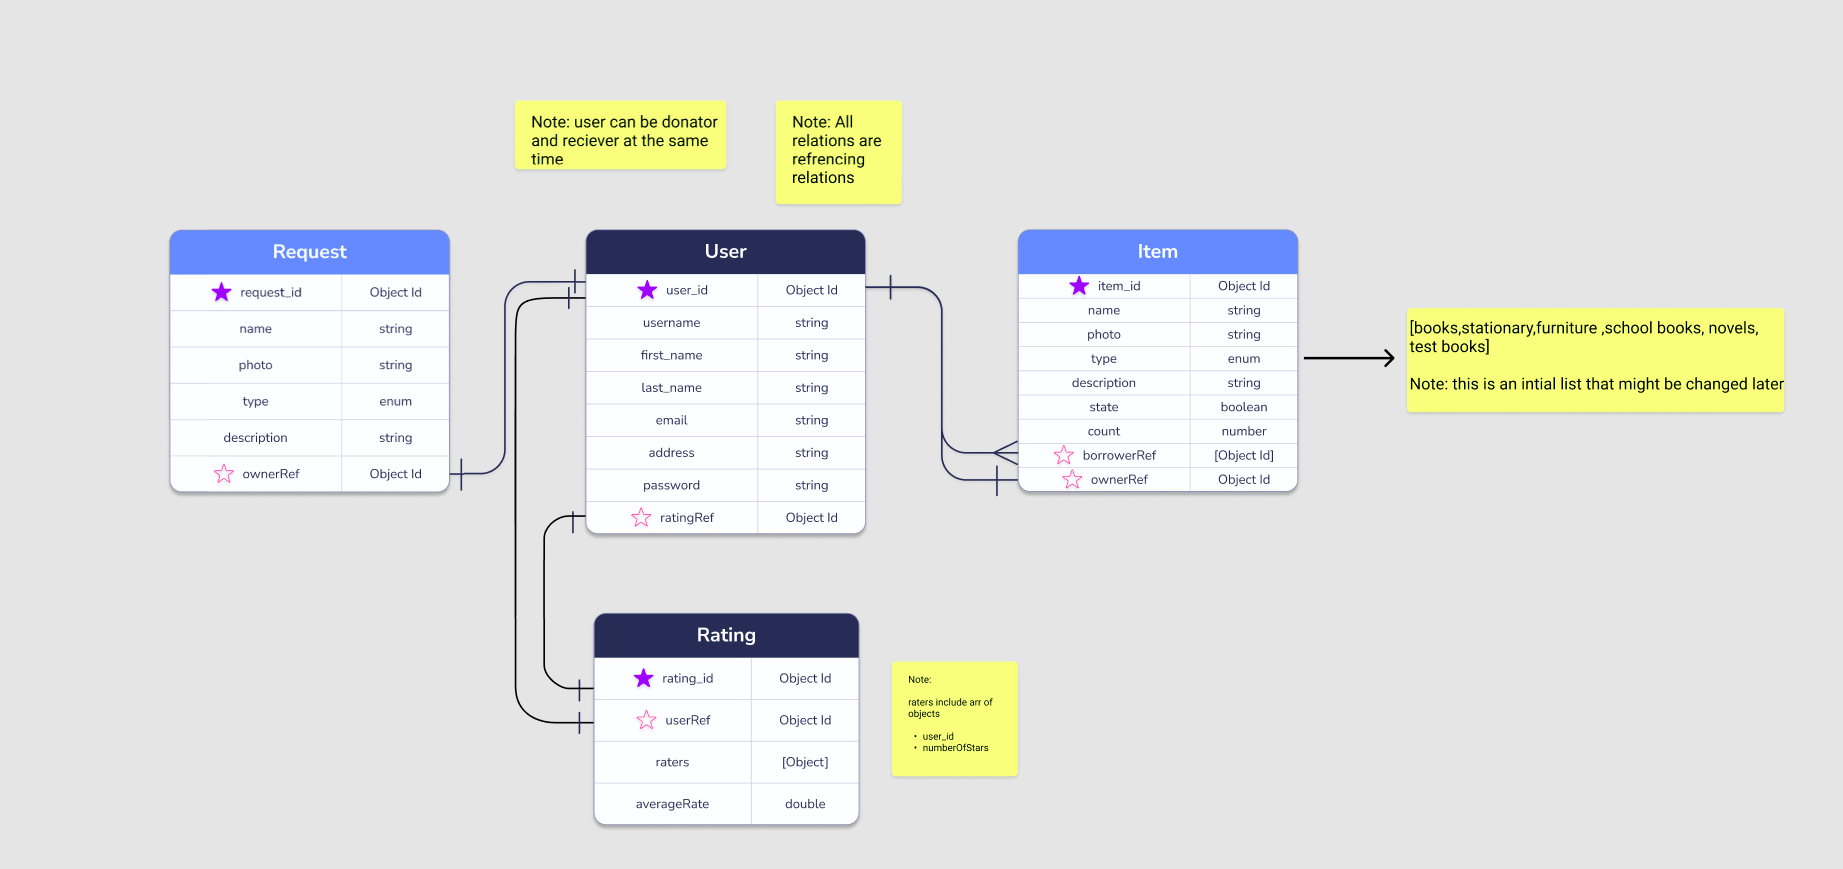 Note: user can be donator
and reciever at the same
time
Note: All
relations are
refrencing
relations
Request
request_id Object Id
name string
photo string
type enum
description string
ownerRef Object Id
User
user_id Object Id
username string
first_name string
last_name string
email string
address string
password string
ratingRef Object Id
Item
item_id Object Id
name string
photo string
type enum
description string
state boolean
count number
borrowerRef [Object Id]
ownerRef Object Id
[books,stationary,furniture ,school books, novels,
test books]
Note: this is an intial list that might be changed later
Rating
rating_id Object Id
userRef Object Id
raters [Object]
averageRate double
Note:
raters include arr of
objects
• user_id
• numberOfStars